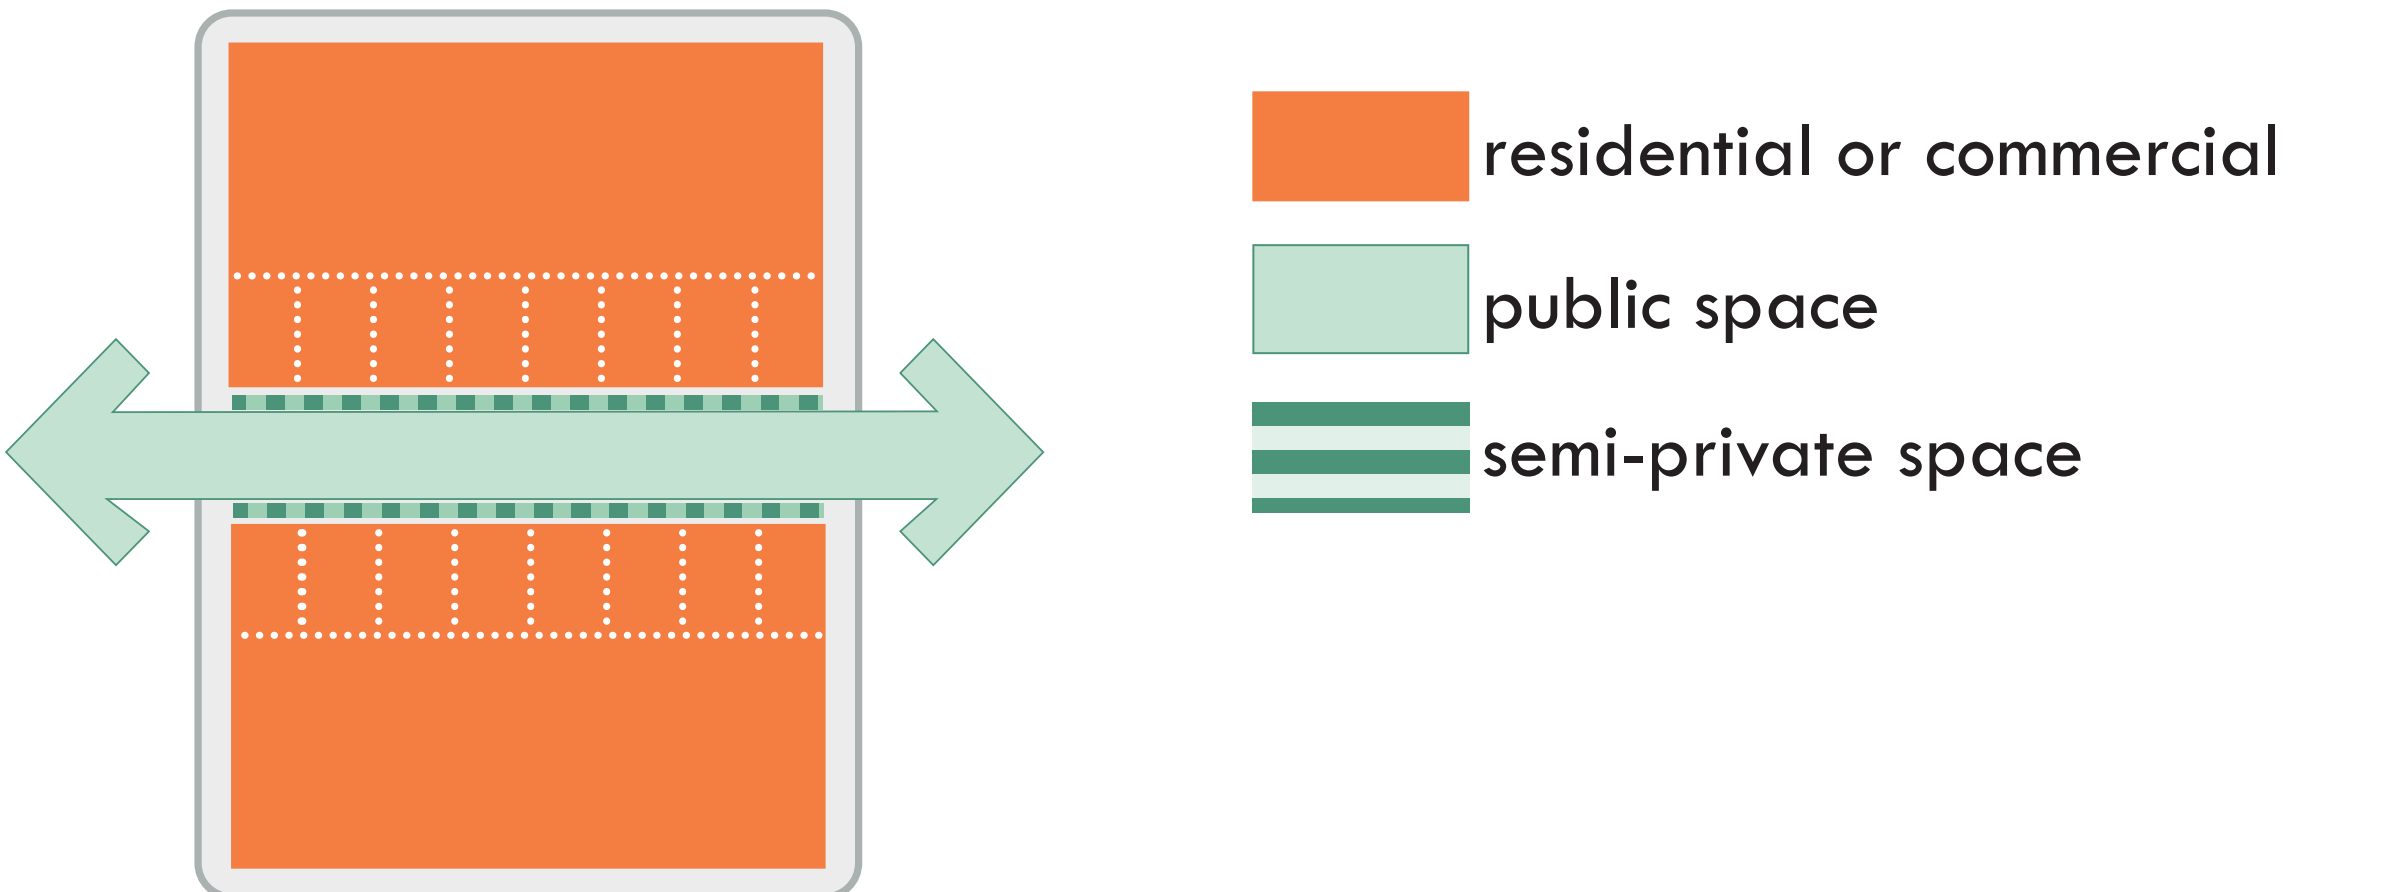 residential or commercial
public space
semi-private space